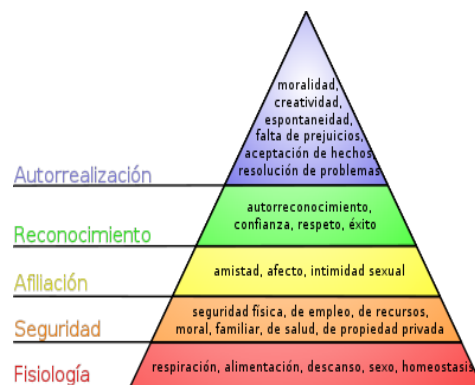 moralidad,
creatividad,
espontaneidad,
falta de prejuicios,
aceptación de hechos,
resolución de problemas
Autorrealización
autorreconocimiento,
confianza, respeto, éxito
Reconocimiento
amistad, afecto, intimidad sexual
Afiliación
seguridad física, de empleo, de recursos,
moral, familiar, de salud, de propiedad privada
Seguridad
respiración, alimentación, descanso, sexo, homeostasis
Fisiología